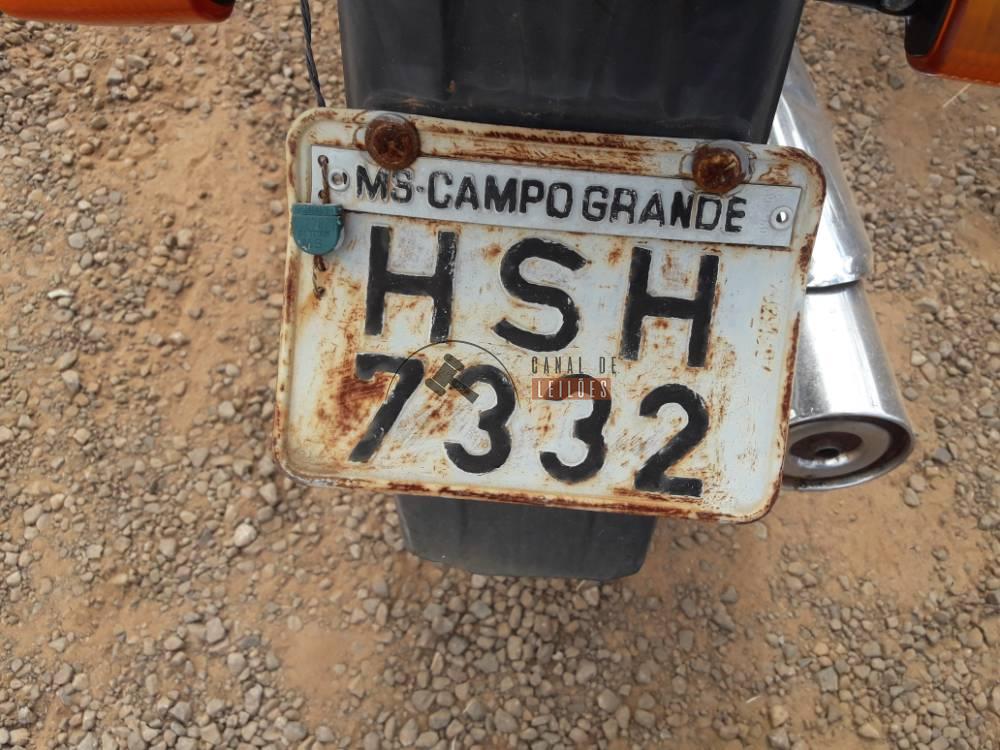 MS-CAMPO GRANDE
HSH
7332
CANAL DE
LEILÕES